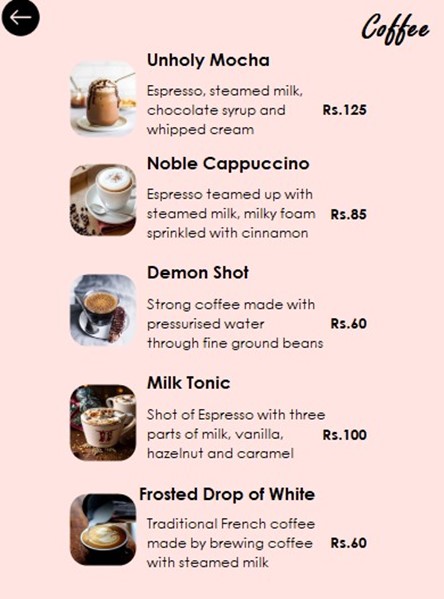 Coffee
Unholy Mocha
Espresso, steamed milk,
chocolate syrup and
whipped cream
Rs.125
Noble Cappuccino
Espresso teamed up with
steamed milk, milky foam
sprinkled with cinnamon
Rs.85
Demon Shot
Strong coffee made with
pressurised water
through fine ground beans
Rs.60
Milk Tonic
Shot of Espresso with three
parts of milk, vanilla,
hazelnut and caramel
Rs.100
Frosted Drop of White
Traditional French coffee
made by brewing coffee
with steamed milk
Rs.60